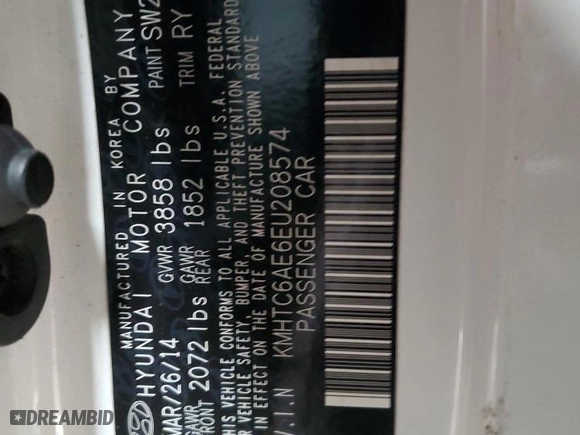 MANUFACTURED IN KOREA BY
HYUNDAI MOTOR COMPANY
MAR/26/14 GVWR 3858 lbs PAINT SW2
GAWR FRONT 2072 lbs GAWR REAR 1852 lbs TRIM RY
THIS VEHICLE CONFORMS TO ALL APPLICABLE U.S.A. FEDERAL
MOTOR VEHICLE SAFETY, BUMPER, AND THEFT PREVENTION STANDARDS
IN EFFECT ON THE DATE OF MANUFACTURE SHOWN ABOVE
V.I.N KMHTC6AE6EU208574
PASSENGER CAR
DREAMBID